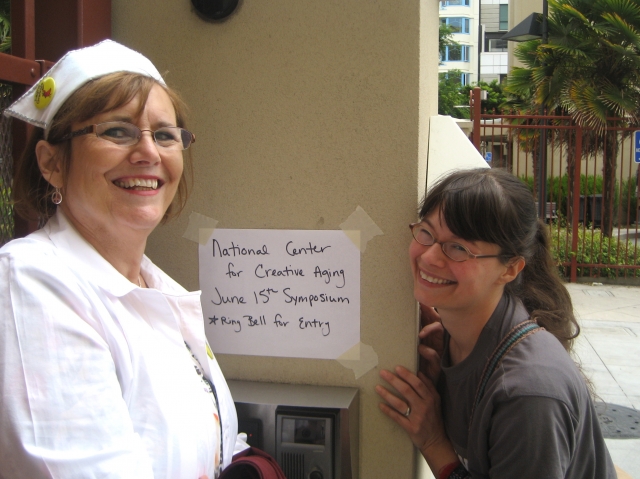 National Center
for Creative Aging
June 15th Symposium
*Ring Bell for Entry